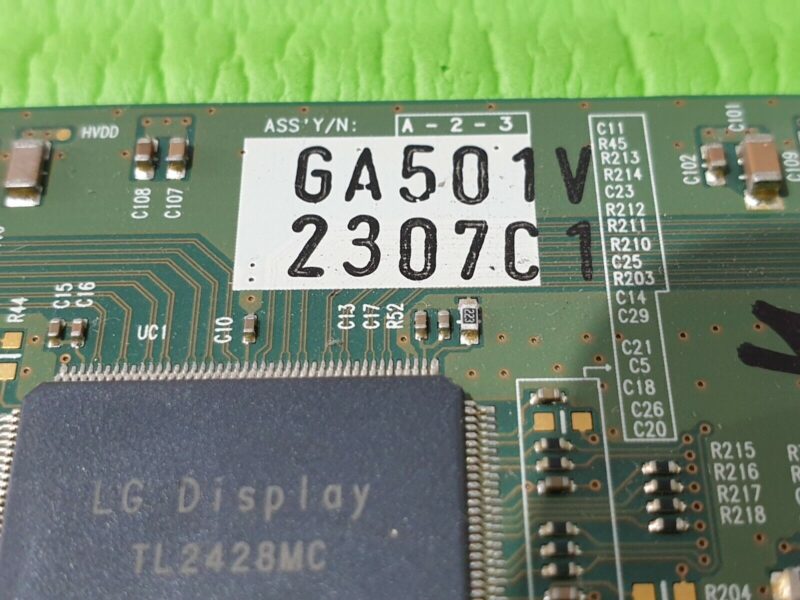 ASS'Y/N: A - 2 - 3
HVDD
GA501V
2307C1
C108
C107
C101
C102
C109
C11
R45
R213
R214
C23
R212
R211
R210
C25
R203
C14
C29
C21
C5
C18
C26
C20
R44
C15
C16
UC1
C10
C13
C17
R52
LG Display
TL2428MC
R215
R216
R217
R218
R204